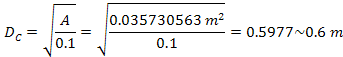 D_C = √(A/0.1) = √(0.035730563 m²/0.1) = 0.5977~0.6 m